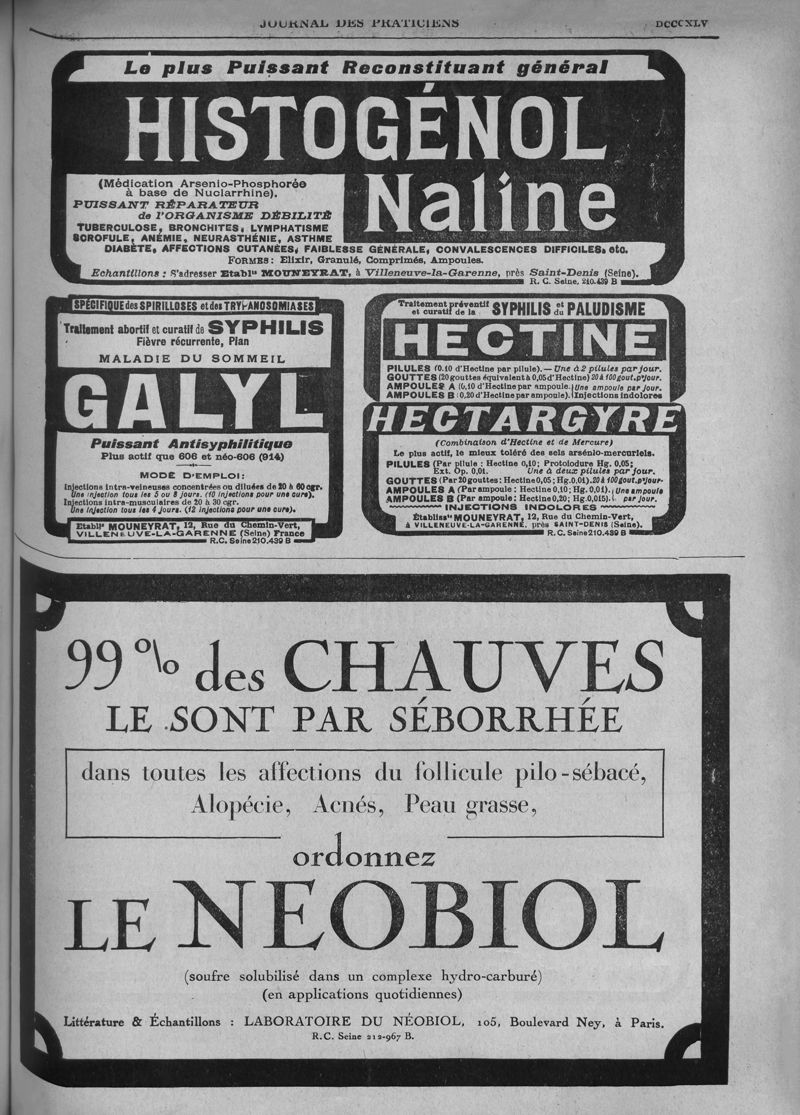 JOURNAL DES PRATICIENS
DCCCXLV
Le plus Puissant Reconstituant général
HISTOGÉNOL
Naline
(Médication Arsenio-Phosphorée
à base de Nuclarrhine).
PUISSANT RÉPARATEUR
de l'ORGANISME DÉBILITÉ
TUBERCULOSE, BRONCHITES, LYMPHATISME
SCROFULE, ANÉMIE, NEURASTHÉNIE, ASTHME
DIABÈTE, AFFECTIONS CUTANÉES, FAIBLESSE GÉNÉRALE, CONVALESCENCES DIFFICILES, etc.
FORMES: Elixir, Granulé, Comprimés, Ampoules.
Echantillons : S'adresser Etablts MOUNEYRAT, à Villeneuve-la-Garenne, près Saint-Denis (Seine).
R. C. Seine, 210.439 B
SPÉCIFIQUE des SPIRILLOSES et des TRYPANOSOMIASES
Traitement abortif et curatif de SYPHILIS
Fièvre récurrente, Pian
MALADIE DU SOMMEIL
GALYL
Puissant Antisyphilitique
Plus actif que 606 et néo-606 (914)
MODE D'EMPLOI:
Injections intra-veineuses concentrées ou diluées de 20 à 60 cgr.
Une injection tous les 5 ou 8 jours. (10 injections pour une cure).
Injections intra-musculaires de 20 à 30 cgr.
Une injection tous les 4 jours. (12 injections pour une cure).
Etablts MOUNEYRAT, 12, Rue du Chemin-Vert,
VILLENEUVE-LA-GARENNE (Seine) France
R.C. Seine 210.439 B
Traitement préventif et curatif de la SYPHILIS et du PALUDISME
HECTINE
PILULES (0.10 d'Hectine par pilule). — Une à 2 pilules par jour.
GOUTTES (20 gouttes équivalent à 0,05 d'Hectine) 20 à 100 gout. p'jour.
AMPOULES A (0,10 d'Hectine par ampoule. Une ampoule par jour.
AMPOULES B (0,20 d'Hectine par ampoule). Injections indolores
HECTARGYRE
(Combinaison d'Hectine et de Mercure)
Le plus actif, le mieux toléré des sels arsénio-mercuriels.
PILULES (Par pilule : Hectine 0,10; Protoiodure Hg. 0,05;
Ext. Op. 0,01. Une à deux pilules par jour.
GOUTTES (Par 20 gouttes: Hectine 0,05; Hg. 0,01). 20 à 100 gout. p'jour
AMPOULES A (Par ampoule : Hectine 0,10; Hg. 0,01). Une ampoule
AMPOULES B (Par ampoule : Hectine 0,20; Hg. 0,015). par jour.
INJECTIONS INDOLORES
Établissts MOUNEYRAT, 12, Rue du Chemin-Vert,
à VILLENEUVE-LA-GARENNE, près SAINT-DENIS (Seine).
R. C. Seine 210.439 B
99 % des CHAUVES
LE SONT PAR SÉBORRHÉE
dans toutes les affections du follicule pilo-sébacé,
Alopécie, Acnés, Peau grasse,
ordonnez
LE NEOBIOL
(soufre solubilisé dans un complexe hydro-carburé)
(en applications quotidiennes)
Littérature & Échantillons : LABORATOIRE DU NÉOBIOL, 105, Boulevard Ney, à Paris.
R.C. Seine 212-967 B.